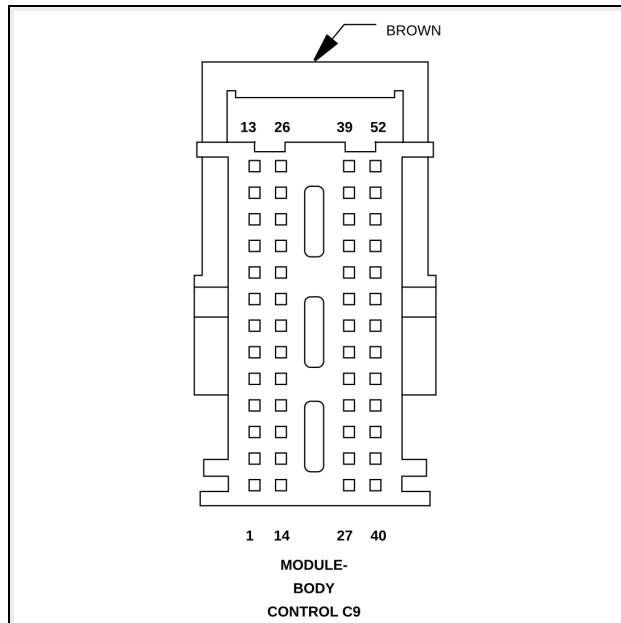 BROWN
13 26 39 52
1 14 27 40
MODULE-
BODY
CONTROL C9